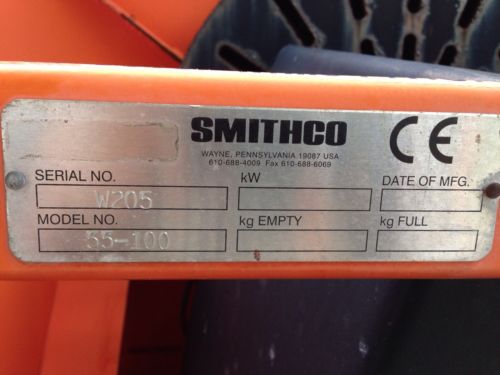 SMITHCO CE
WAYNE, PENNSYLVANIA 19087 USA
610-688-4009 Fax 610-688-6069
SERIAL NO. kW DATE OF MFG.
W205
MODEL NO. kg EMPTY kg FULL
55-100